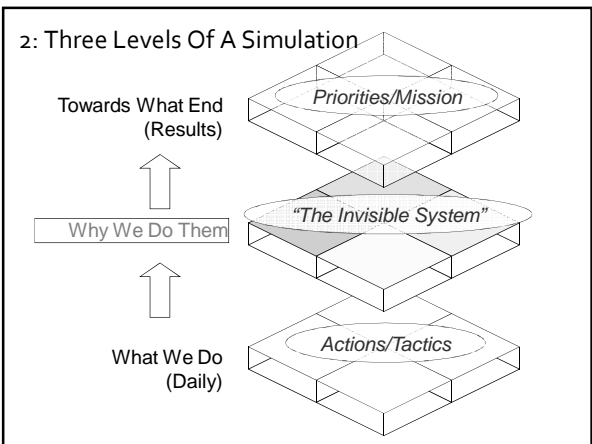 2: Three Levels Of A Simulation
Towards What End
(Results)
Priorities/Mission
Why We Do Them
“The Invisible System”
What We Do
(Daily)
Actions/Tactics